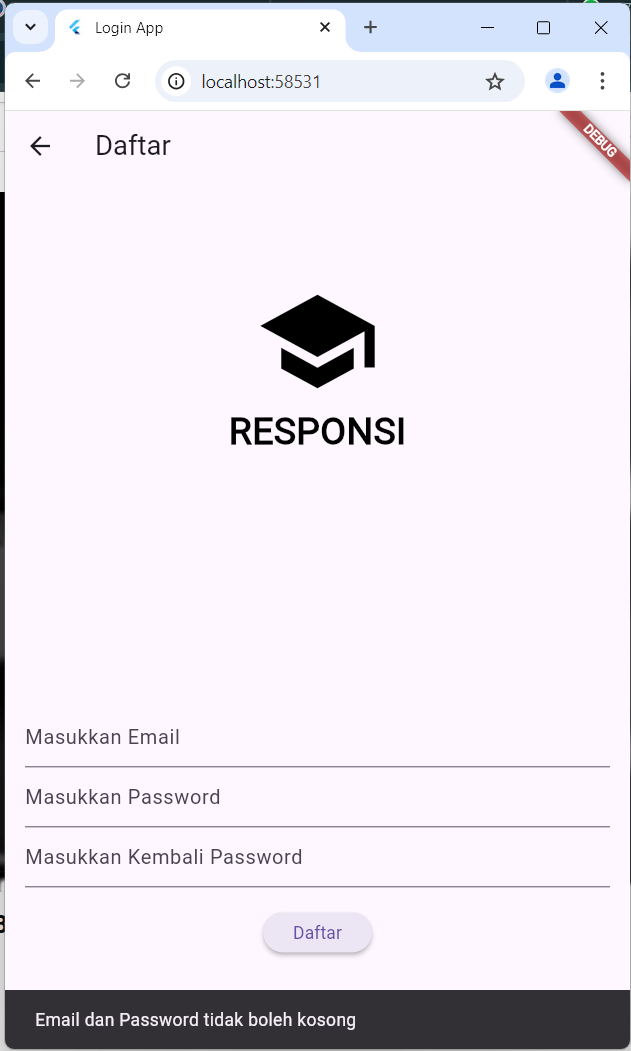 Login App
localhost:58531
Daftar
DEBUG
RESPONSI
Masukkan Email
Masukkan Password
Masukkan Kembali Password
Daftar
Email dan Password tidak boleh kosong